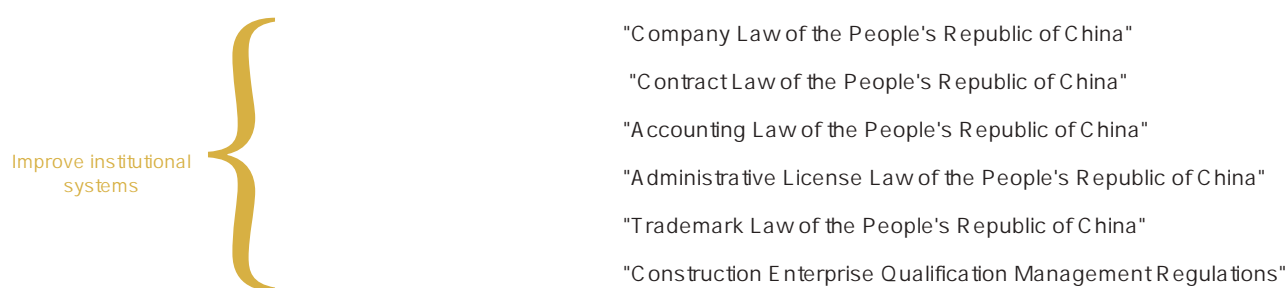 Improve institutional
systems
"Company Law of the People's Republic of China"
"Contract Law of the People's Republic of China"
"Accounting Law of the People's Republic of China"
"Administrative License Law of the People's Republic of China"
"Trademark Law of the People's Republic of China"
"Construction Enterprise Qualification Management Regulations"